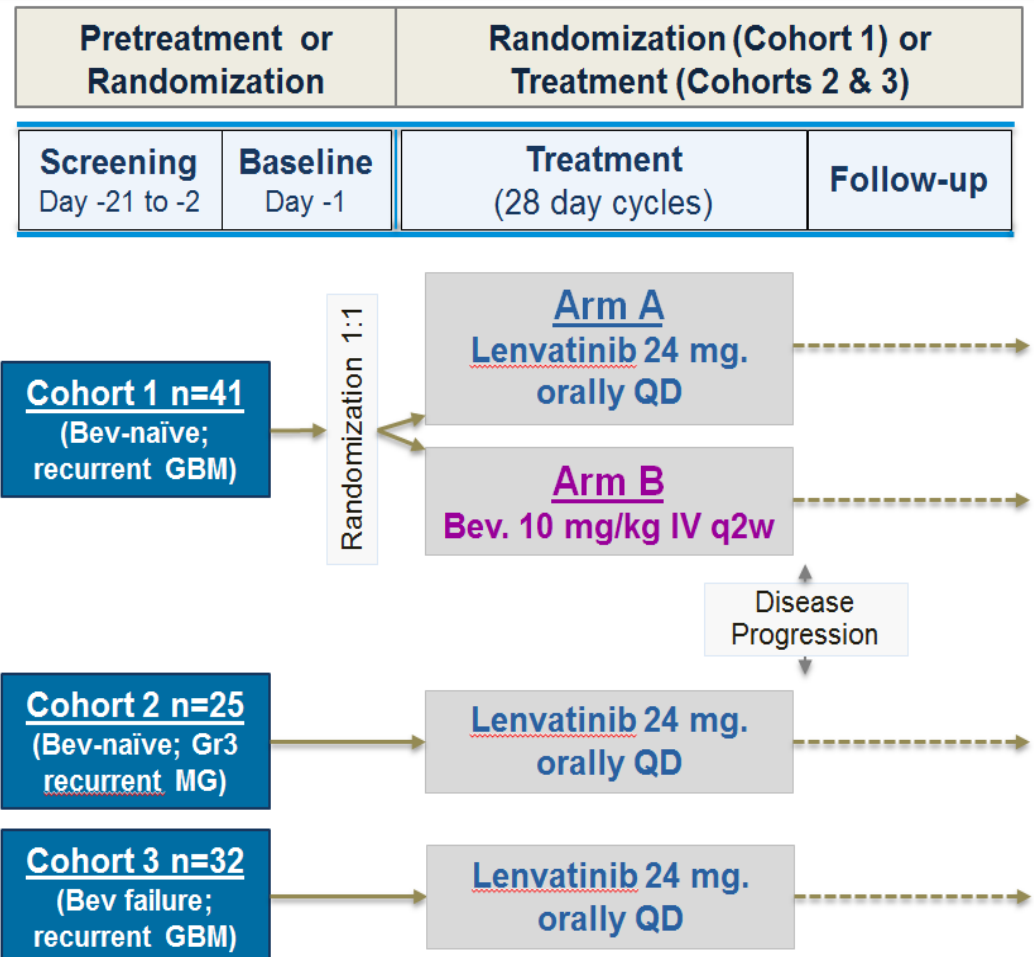 Pretreatment or
Randomization
Randomization (Cohort 1) or
Treatment (Cohorts 2 & 3)
Screening
Day -21 to -2
Baseline
Day -1
Treatment
(28 day cycles)
Follow-up
Cohort 1 n=41
(Bev-naïve;
recurrent GBM)
Randomization 1:1
Arm A
Lenvatinib 24 mg.
orally QD
Arm B
Bev. 10 mg/kg IV q2w
Disease
Progression
Cohort 2 n=25
(Bev-naïve; Gr3
recurrent MG)
Lenvatinib 24 mg.
orally QD
Cohort 3 n=32
(Bev failure;
recurrent GBM)
Lenvatinib 24 mg.
orally QD